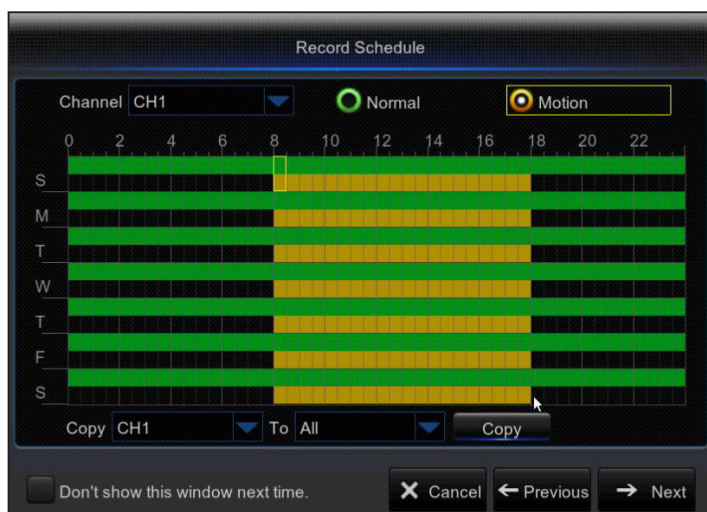 Record Schedule
Channel CH1 Normal Motion
0 2 4 6 8 10 12 14 16 18 20 22
S
M
T
W
T
F
S
Copy CH1 To All Copy
Don't show this window next time. Cancel Previous Next